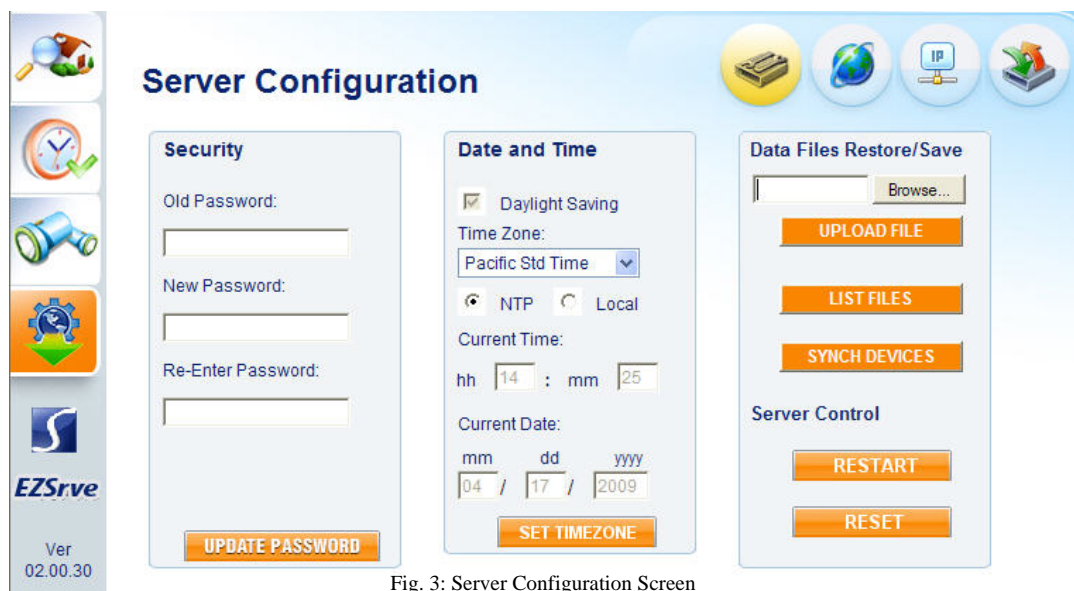 Server Configuration
IP
Security
Old Password:
New Password:
Re-Enter Password:
UPDATE PASSWORD
Date and Time
Daylight Saving
Time Zone:
Pacific Std Time
NTP Local
Current Time:
hh 14 : mm 25
Current Date:
mm dd yyyy
04 / 17 / 2009
SET TIMEZONE
Data Files Restore/Save
Browse...
UPLOAD FILE
LIST FILES
SYNCH DEVICES
Server Control
RESTART
RESET
EZSrve
Ver
02.00.30
Fig. 3: Server Configuration Screen